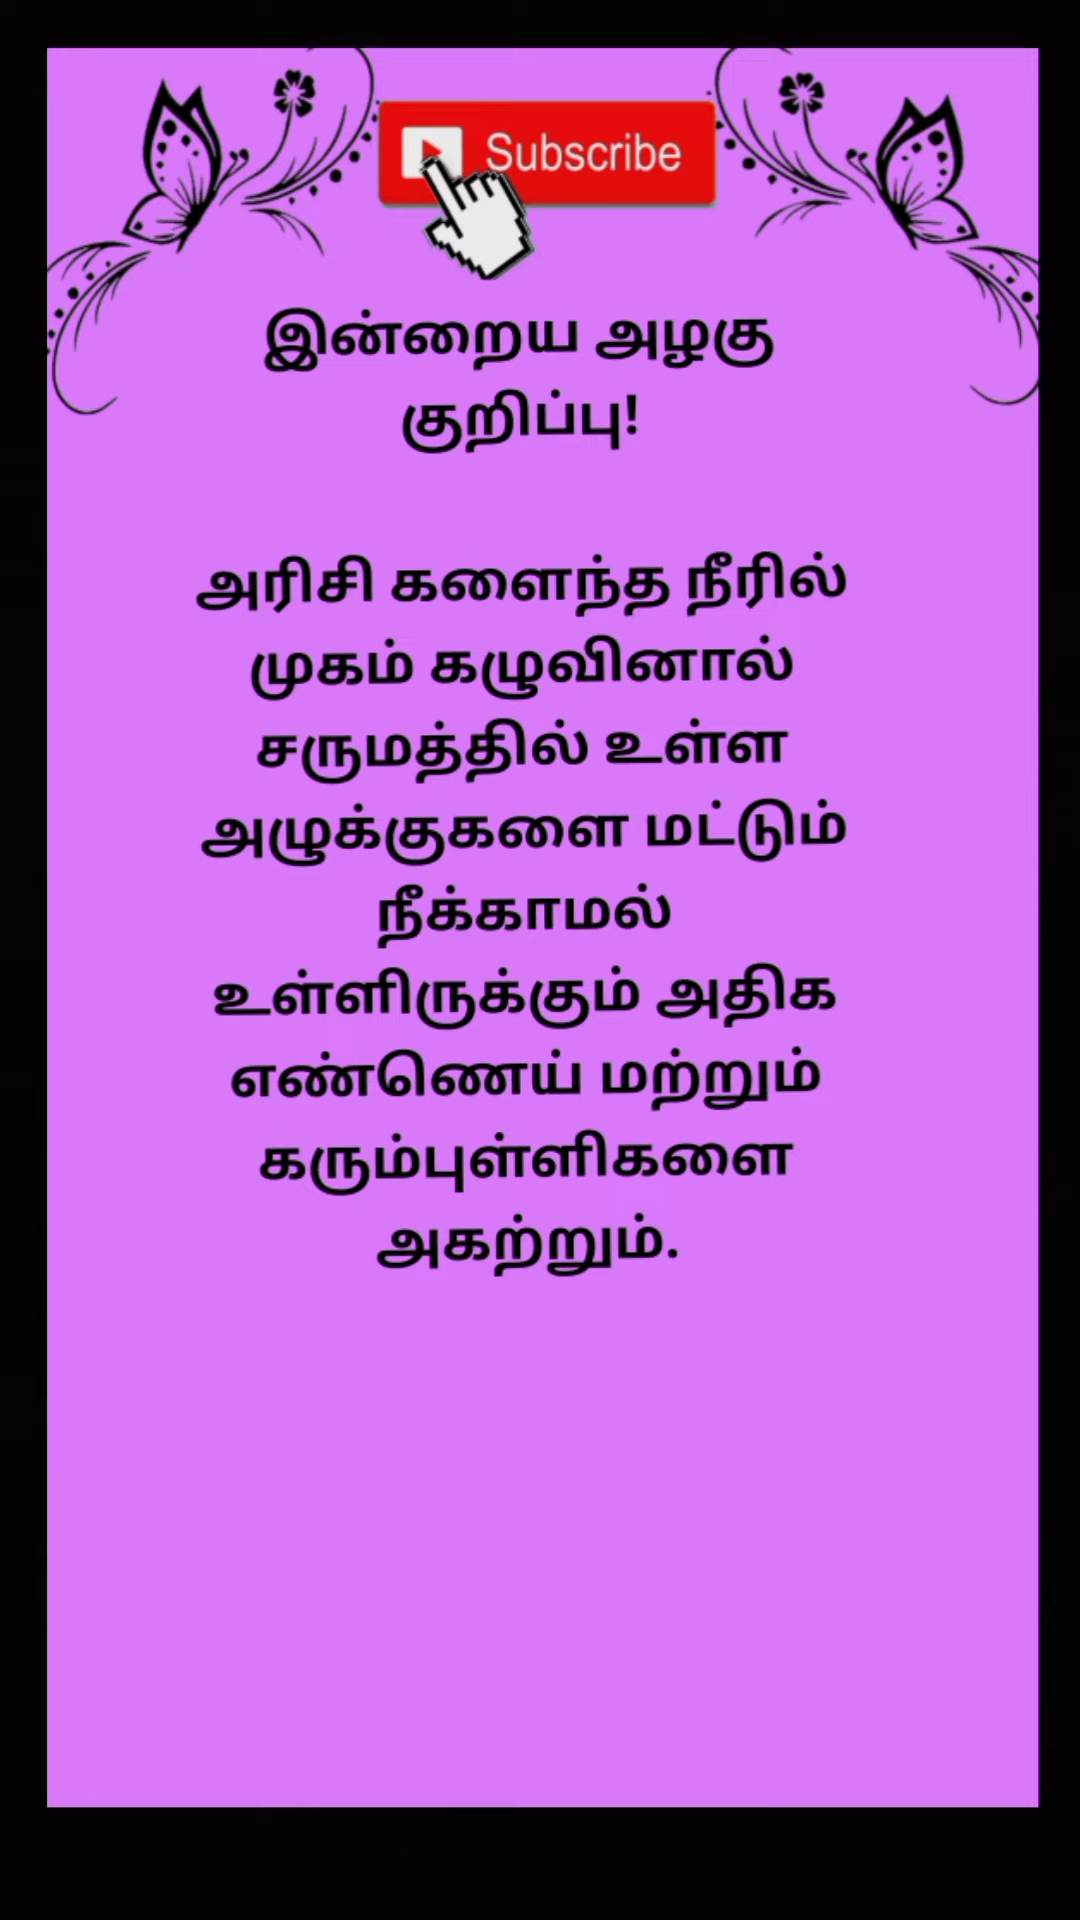 Subscribe
இன்றைய அழகு
குறிப்பு!
அரிசி களைந்த நீரில்
முகம் கழுவினால்
சருமத்தில் உள்ள
அழுக்குகளை மட்டும்
நீக்காமல்
உள்ளிருக்கும் அதிக
எண்ணெய் மற்றும்
கரும்புள்ளிகளை
அகற்றும்.